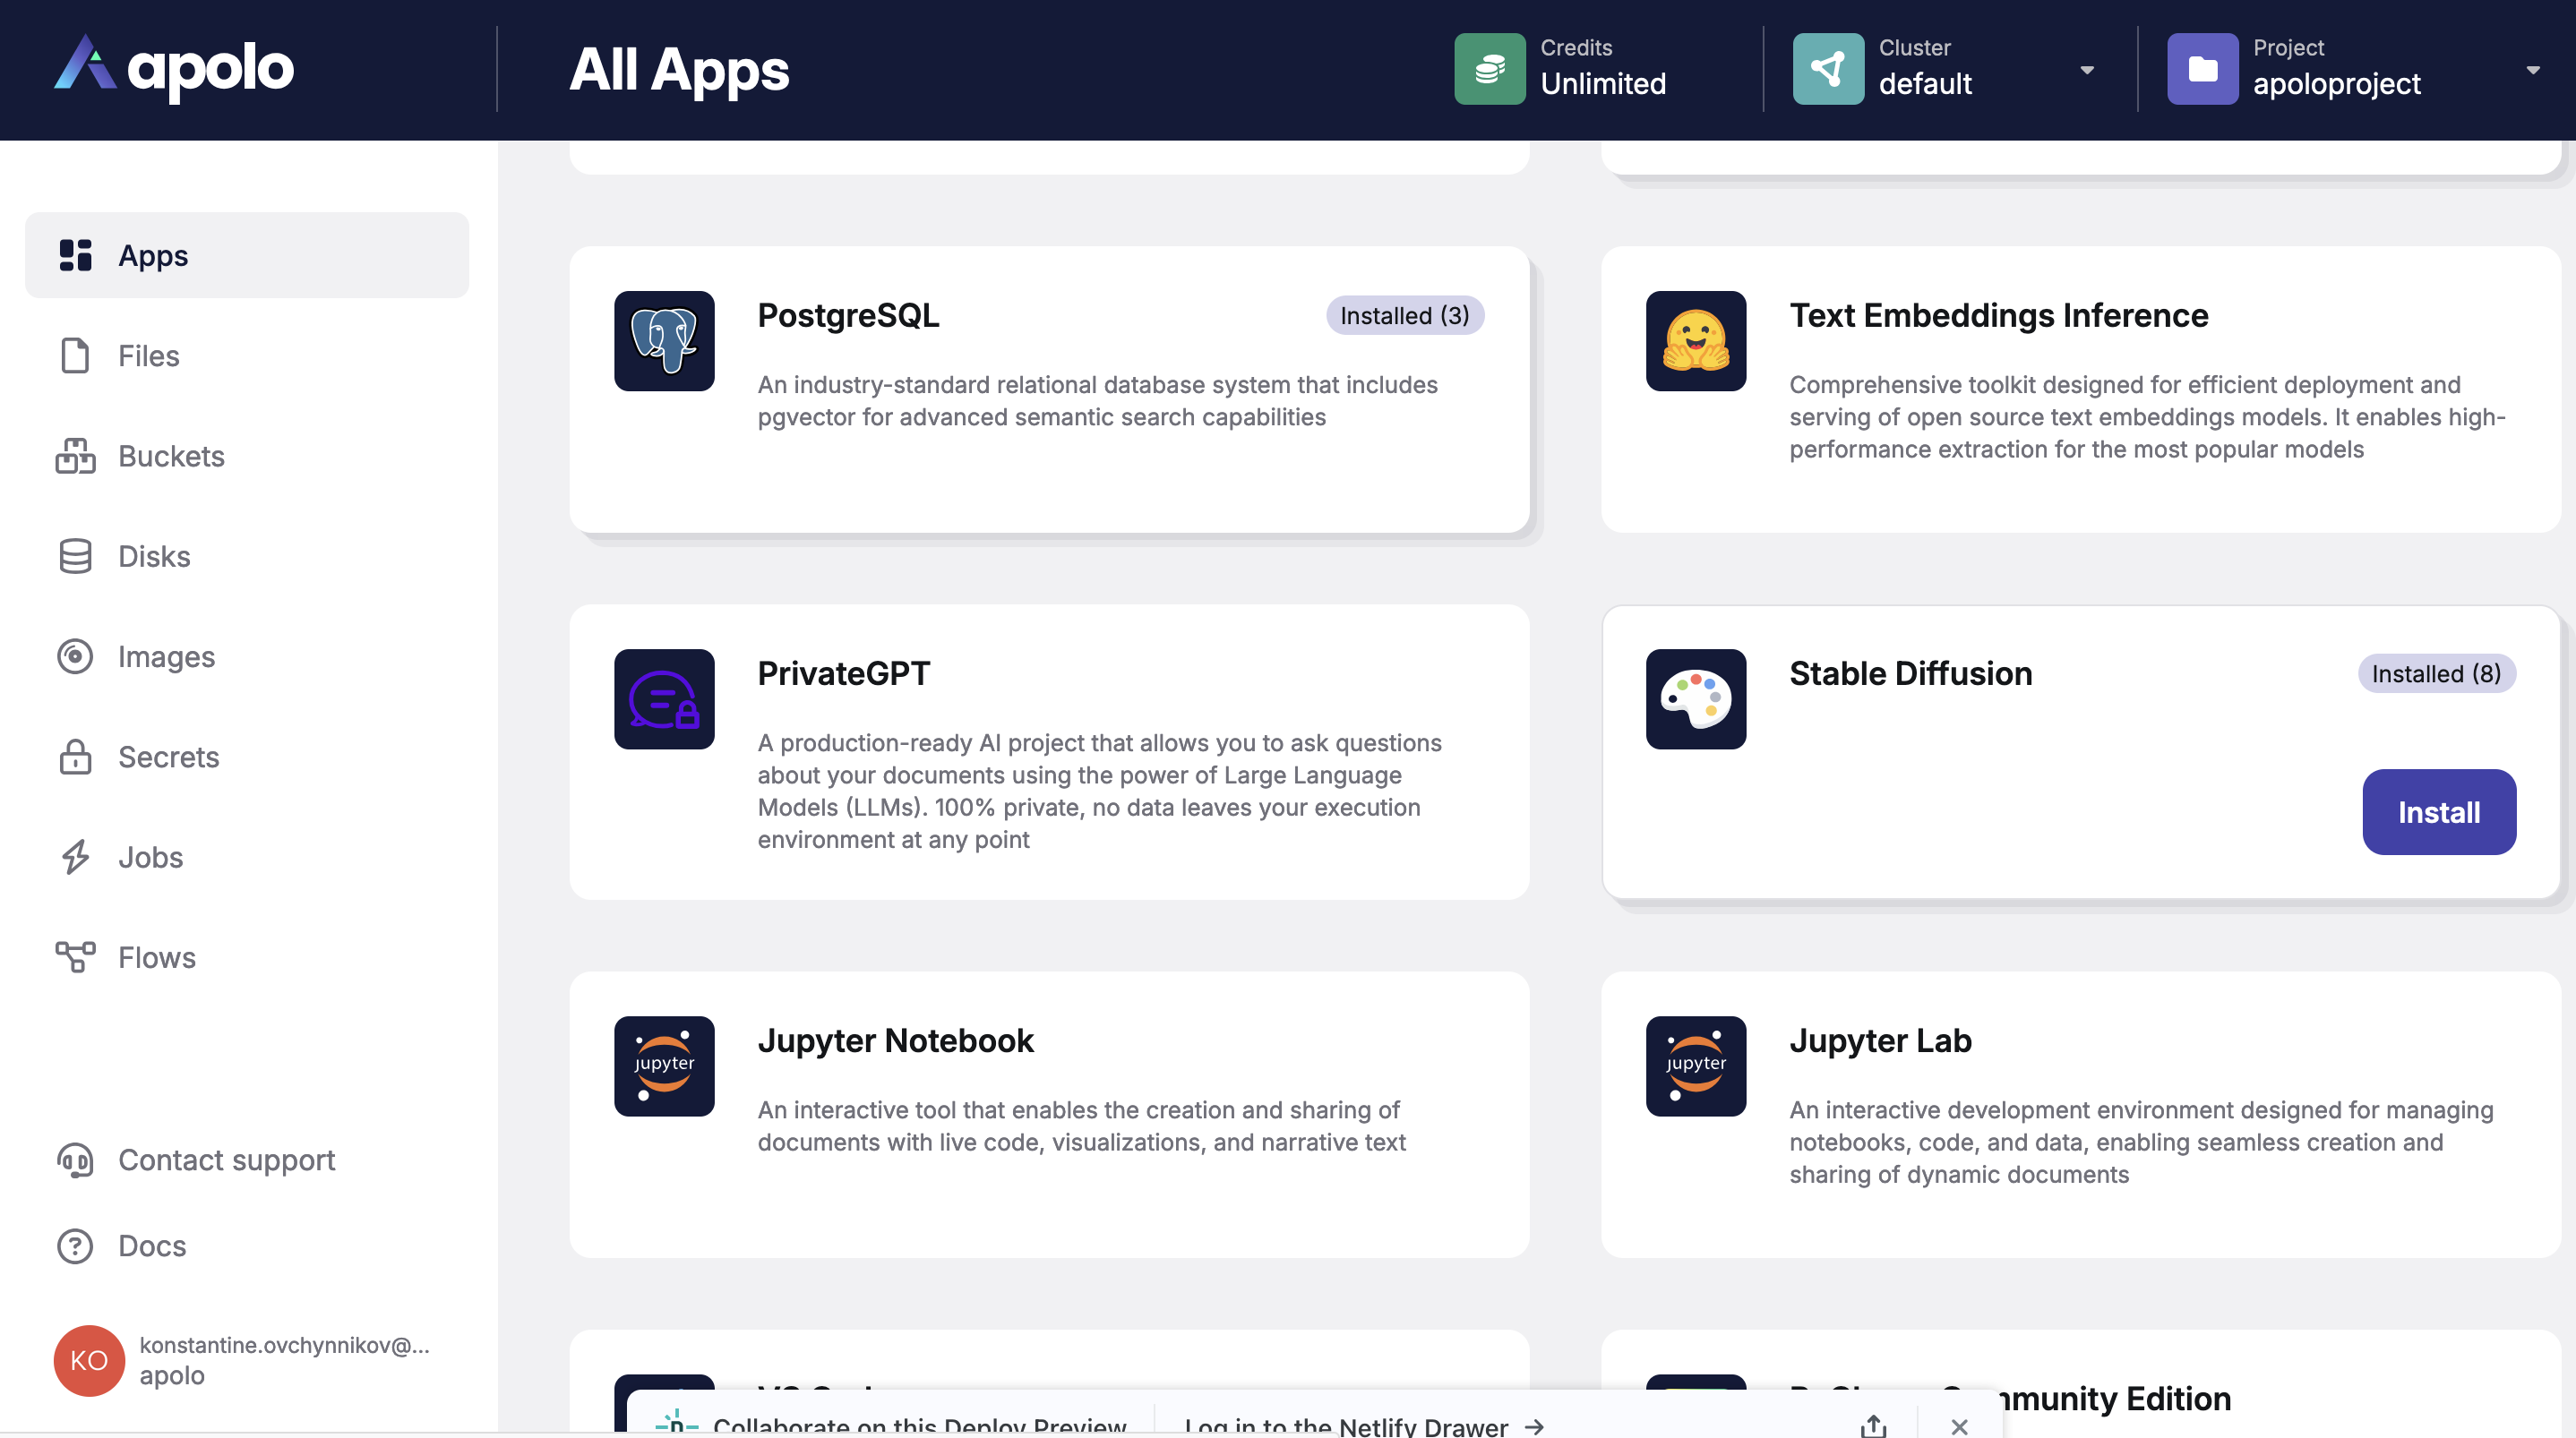 apolo
All Apps
Credits
Unlimited
Cluster
default
Project
apoloproject
Apps
Files
Buckets
Disks
Images
Secrets
Jobs
Flows
Contact support
Docs
KO
konstantine.ovchynnikov@...
apolo
PostgreSQL
Installed (3)
An industry-standard relational database system that includes
pgvector for advanced semantic search capabilities
Text Embeddings Inference
Comprehensive toolkit designed for efficient deployment and
serving of open source text embeddings models. It enables high-
performance extraction for the most popular models
PrivateGPT
A production-ready AI project that allows you to ask questions
about your documents using the power of Large Language
Models (LLMs). 100% private, no data leaves your execution
environment at any point
Stable Diffusion
Installed (8)
Install
jupyter
Jupyter Notebook
An interactive tool that enables the creation and sharing of
documents with live code, visualizations, and narrative text
jupyter
Jupyter Lab
An interactive development environment designed for managing
notebooks, code, and data, enabling seamless creation and
sharing of dynamic documents
Edition
Collaborate on this Deploy Preview
Log in to the Netlify Drawer →